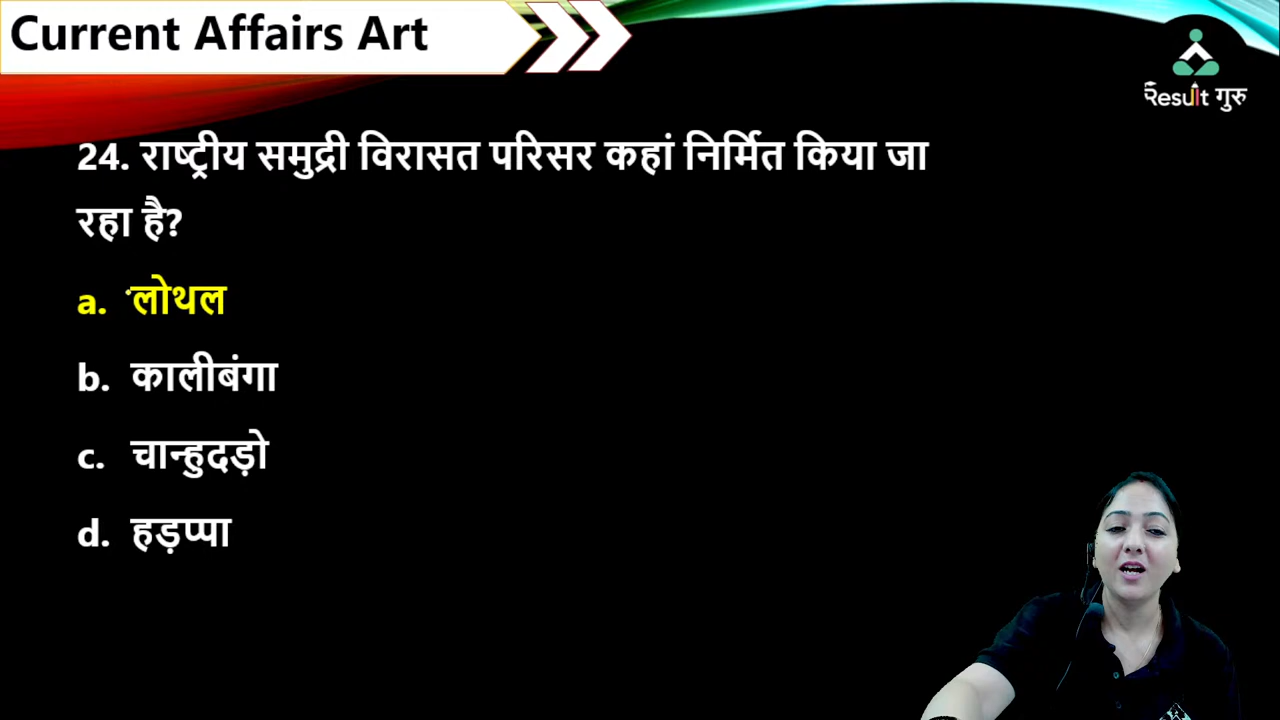 Current Affairs Art
Result गुरु
24. राष्ट्रीय समुद्री विरासत परिसर कहां निर्मित किया जा
रहा है?
a. लोथल
b. कालीबंगा
c. चान्हुदड़ो
d. हड़प्पा